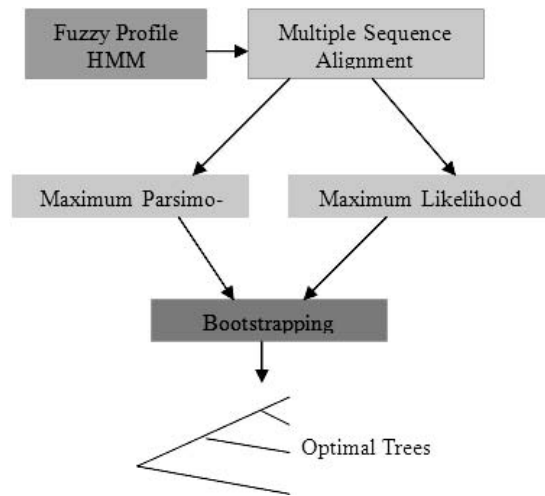 Fuzzy Profile
HMM
Multiple Sequence
Alignment
Maximum Parsimo-
Maximum Likelihood
Bootstrapping
Optimal Trees